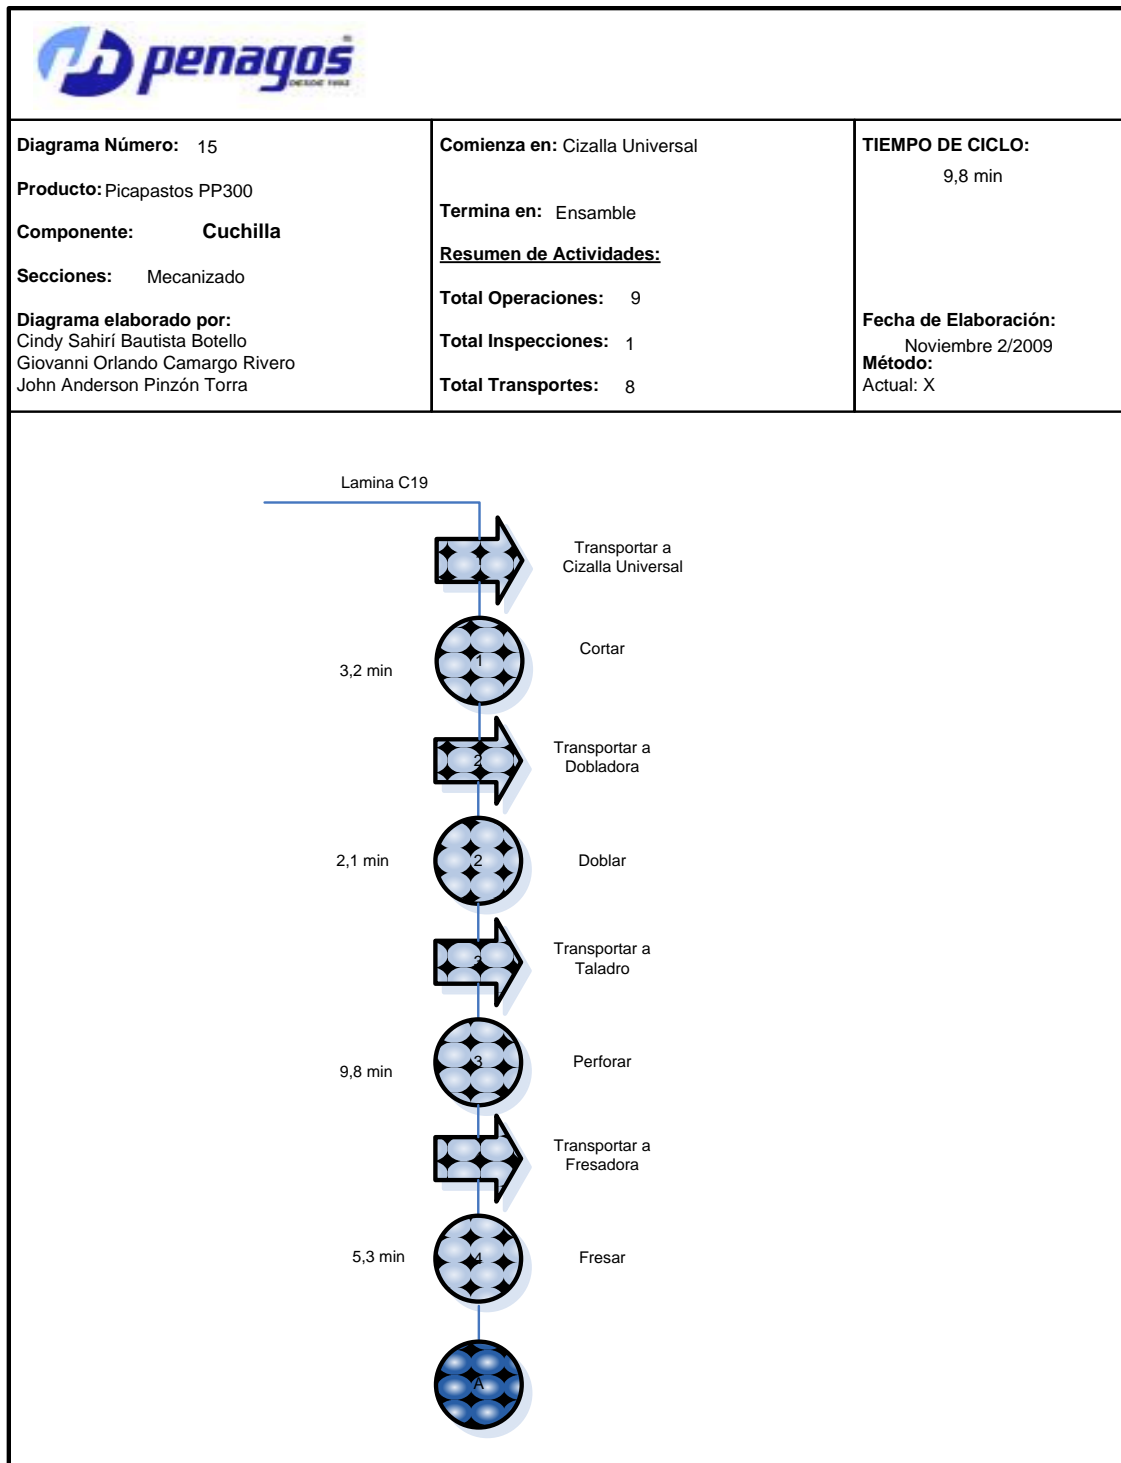 penagos
DESDE 1892
Diagrama Número: 15
Producto: Picapastos PP300
Componente: Cuchilla
Secciones: Mecanizado
Diagrama elaborado por:
Cindy Sahirí Bautista Botello
Giovanni Orlando Camargo Rivero
John Anderson Pinzón Torra
Comienza en: Cizalla Universal
Termina en: Ensamble
Resumen de Actividades:
Total Operaciones: 9
Total Inspecciones: 1
Total Transportes: 8
TIEMPO DE CICLO:
9,8 min
Fecha de Elaboración:
Noviembre 2/2009
Método:
Actual: X
Lamina C19
Transportar a
Cizalla Universal
3,2 min
1
Cortar
2
Transportar a
Dobladora
2,1 min
2
Doblar
3
Transportar a
Taladro
9,8 min
3
Perforar
Transportar a
Fresadora
5,3 min
4
Fresar
A